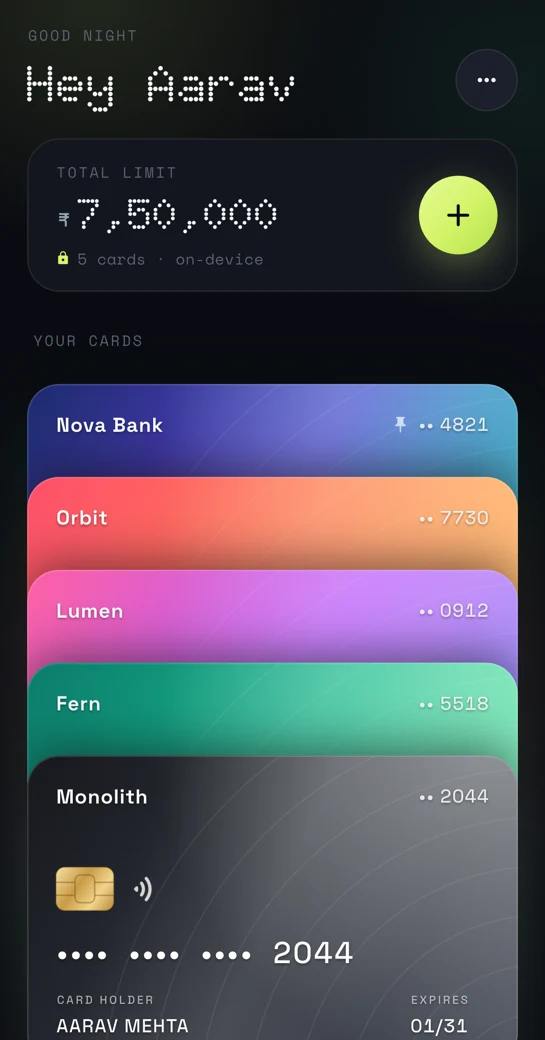 GOOD NIGHT
Hey Aarav
TOTAL LIMIT
₹7,50,000
5 cards · on-device
YOUR CARDS
Nova Bank •• 4821
Orbit •• 7730
Lumen •• 0912
Fern •• 5518
Monolith •• 2044
•••• •••• •••• 2044
CARD HOLDER EXPIRES
AARAV MEHTA 01/31